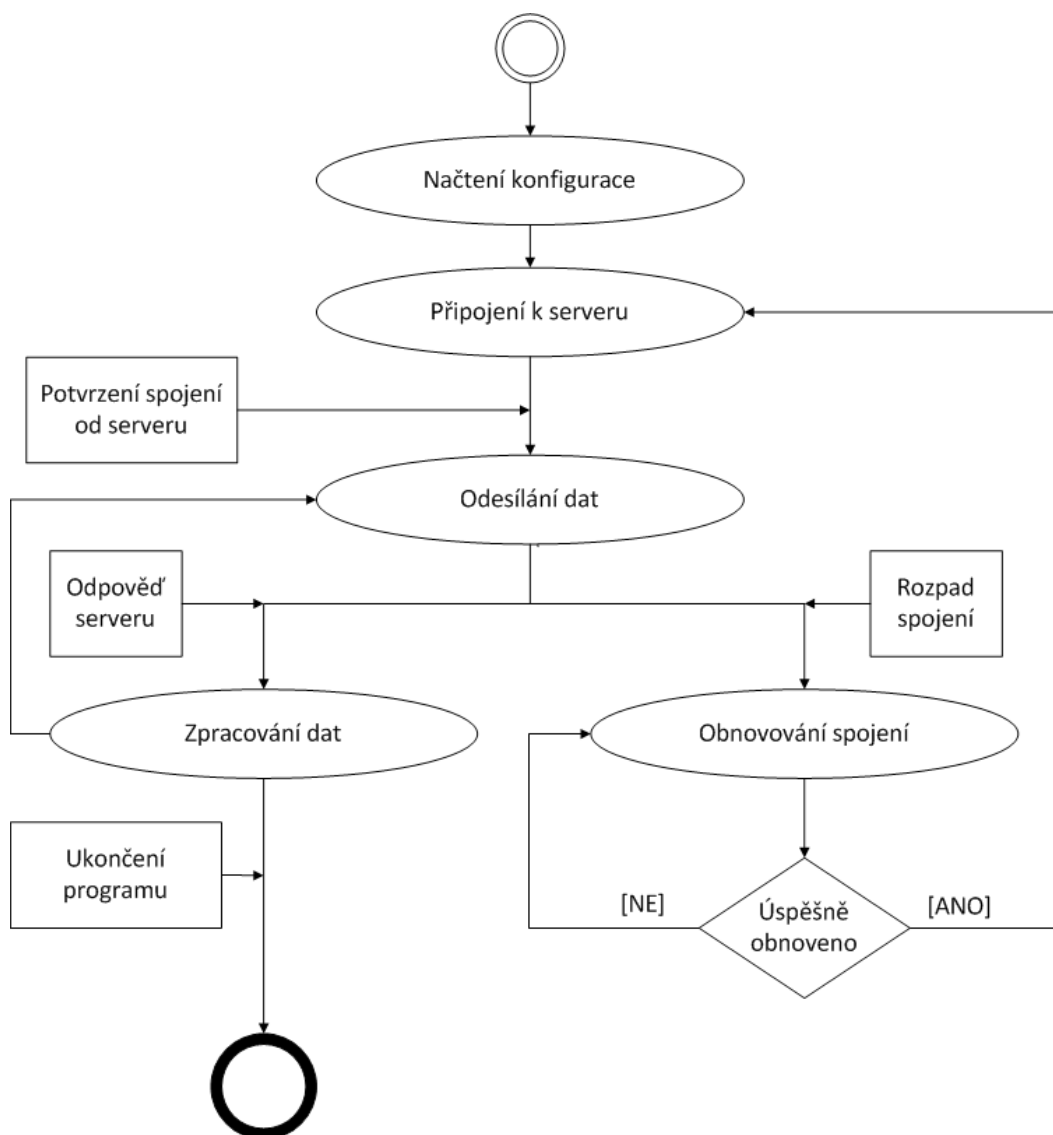 Načtení konfigurace
Připojení k serveru
Potvrzení spojení
od serveru
Odesílání dat
Odpověď
serveru
Rozpad
spojení
Zpracování dat
Obnovování spojení
Ukončení
programu
[NE]
Úspěšně
obnoveno
[ANO]